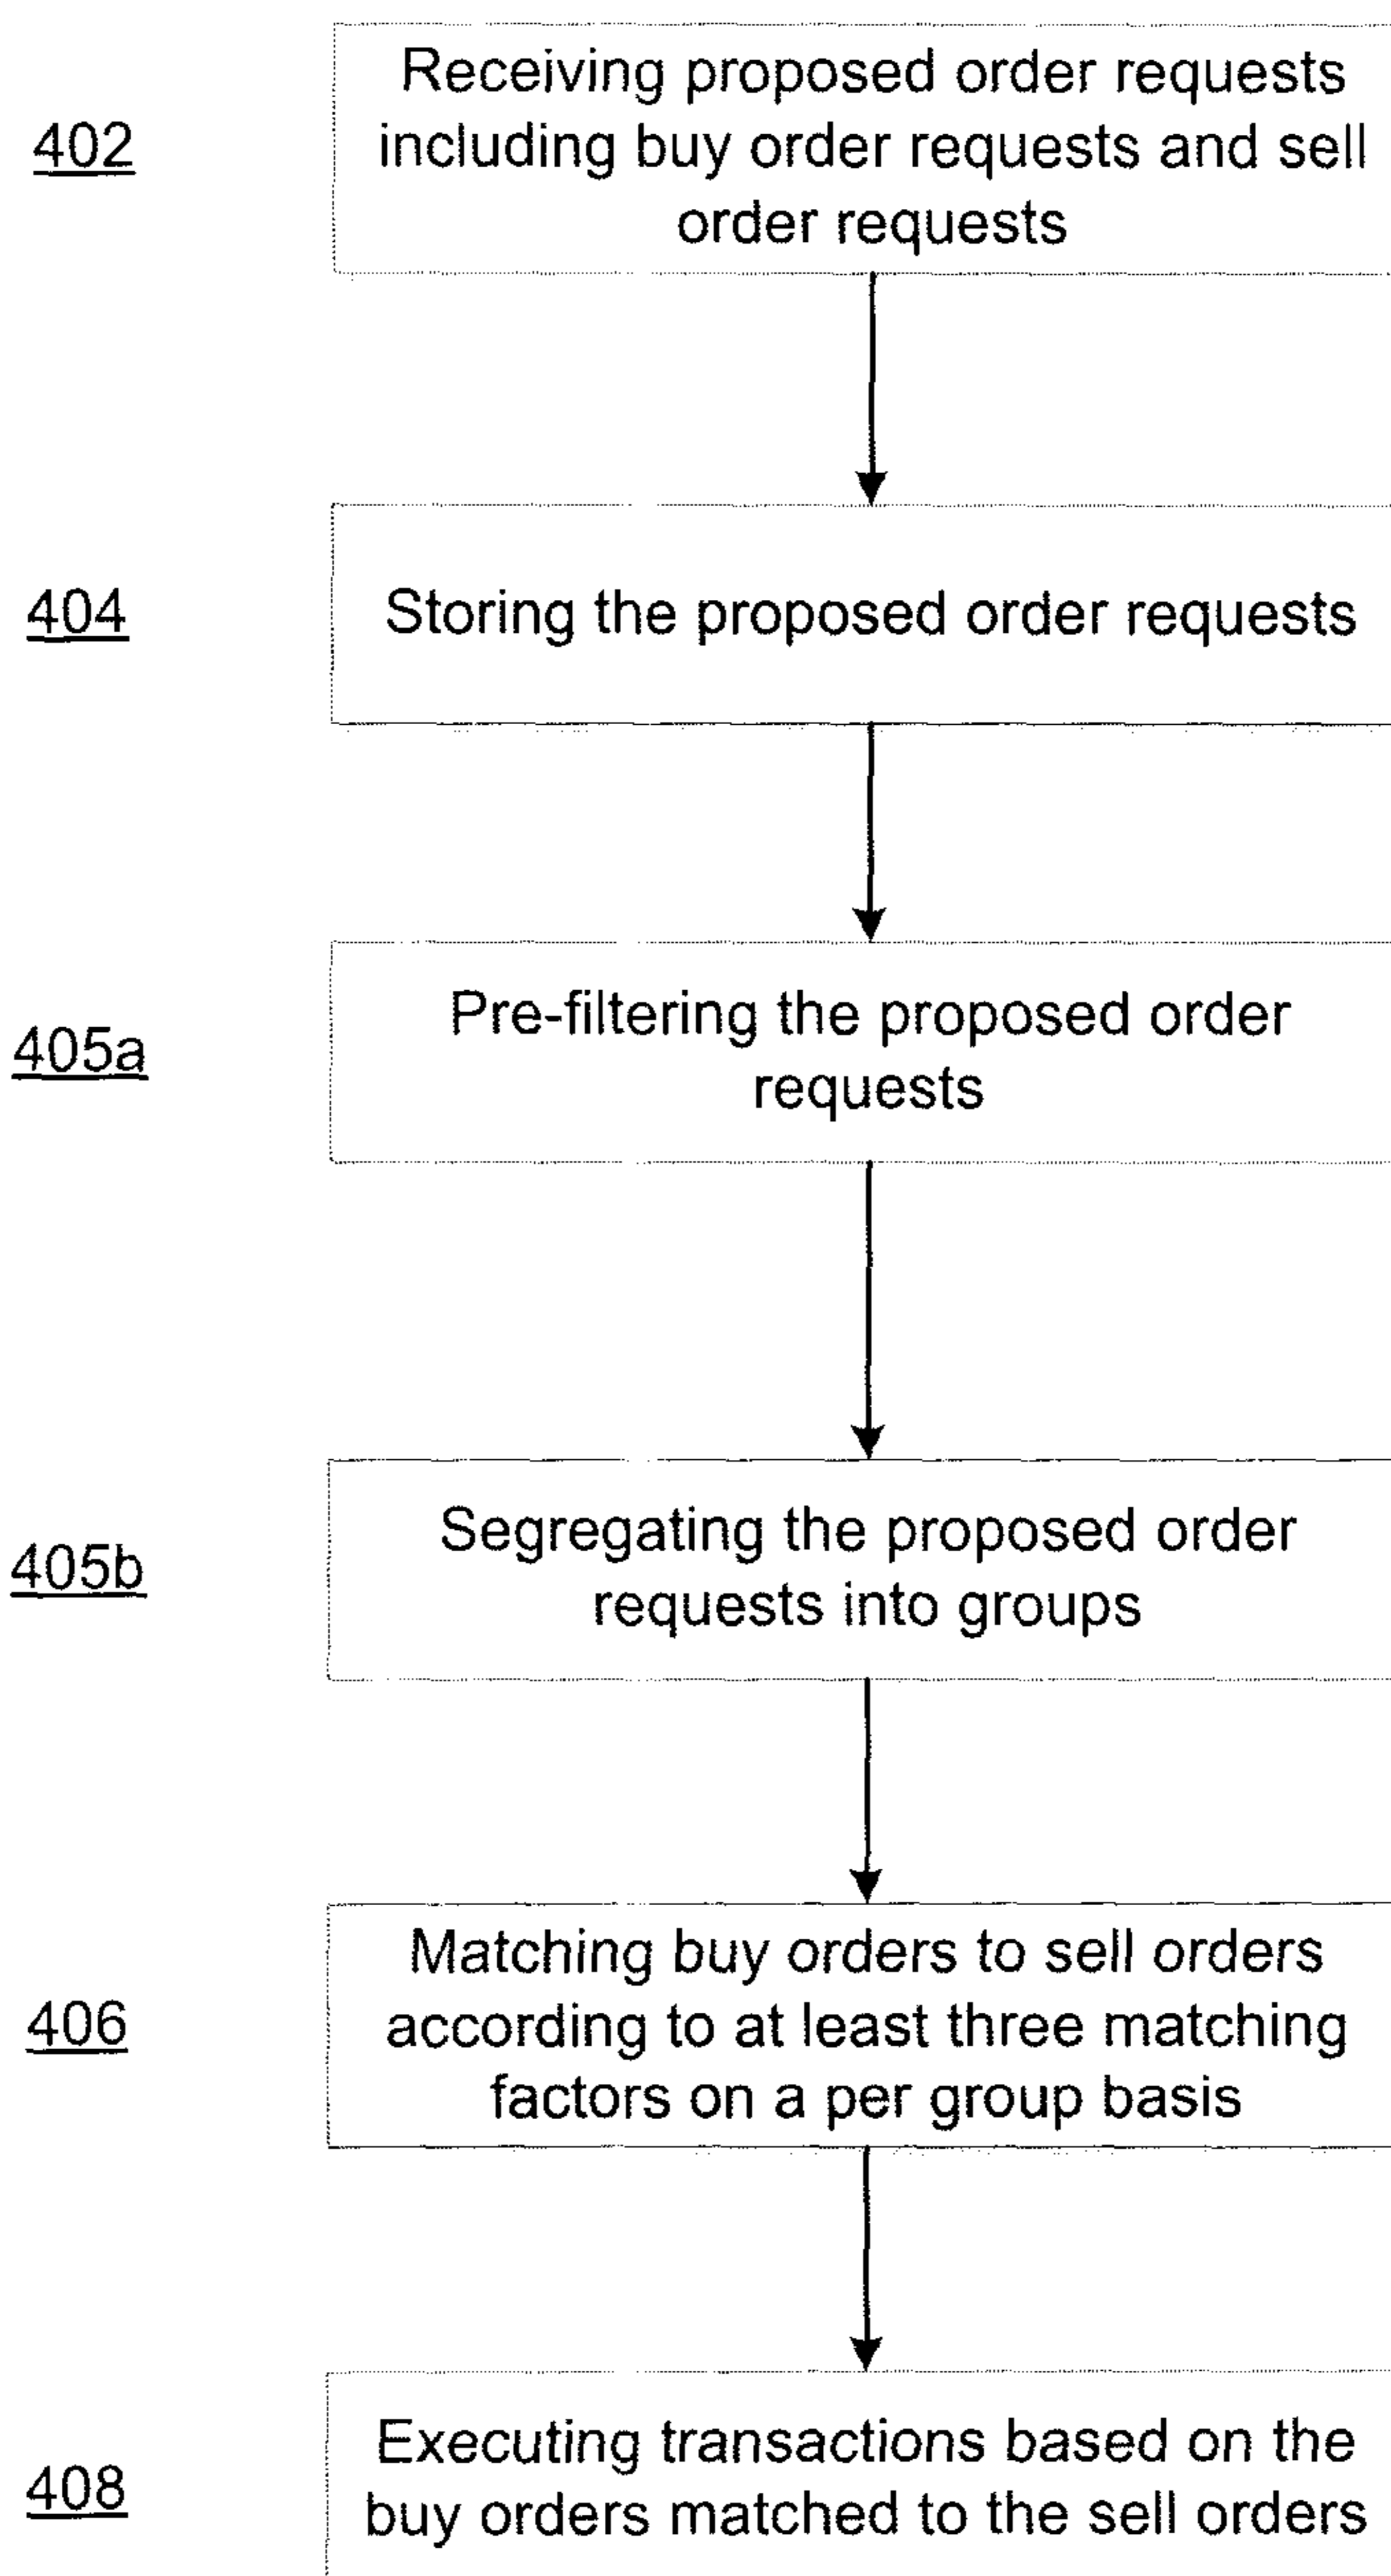 402
Receiving proposed order requests
including buy order requests and sell
order requests
404
Storing the proposed order requests
405a
Pre-filtering the proposed order
requests
405b
Segregating the proposed order
requests into groups
406
Matching buy orders to sell orders
according to at least three matching
factors on a per group basis
408
Executing transactions based on the
buy orders matched to the sell orders